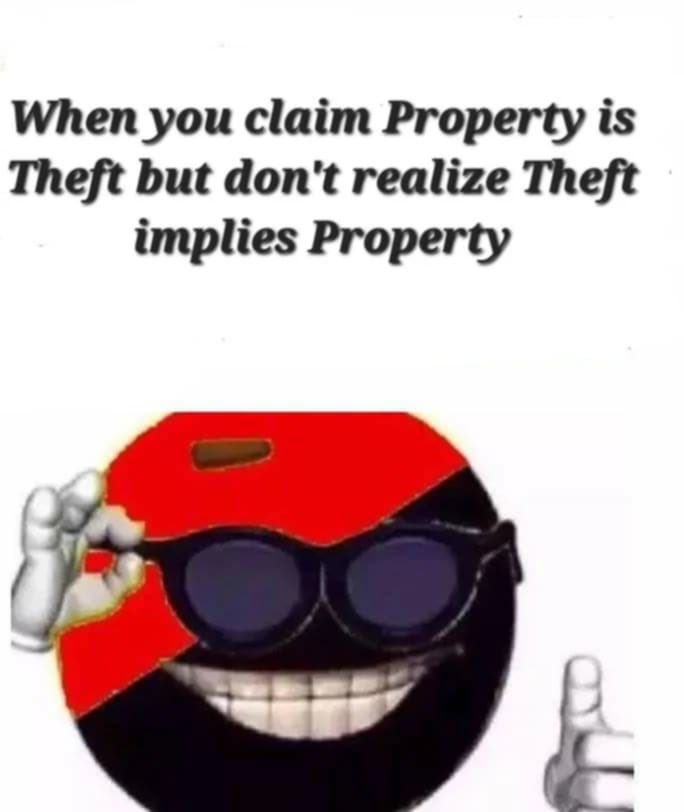 When you claim Property is
Theft but don't realize Theft
implies Property